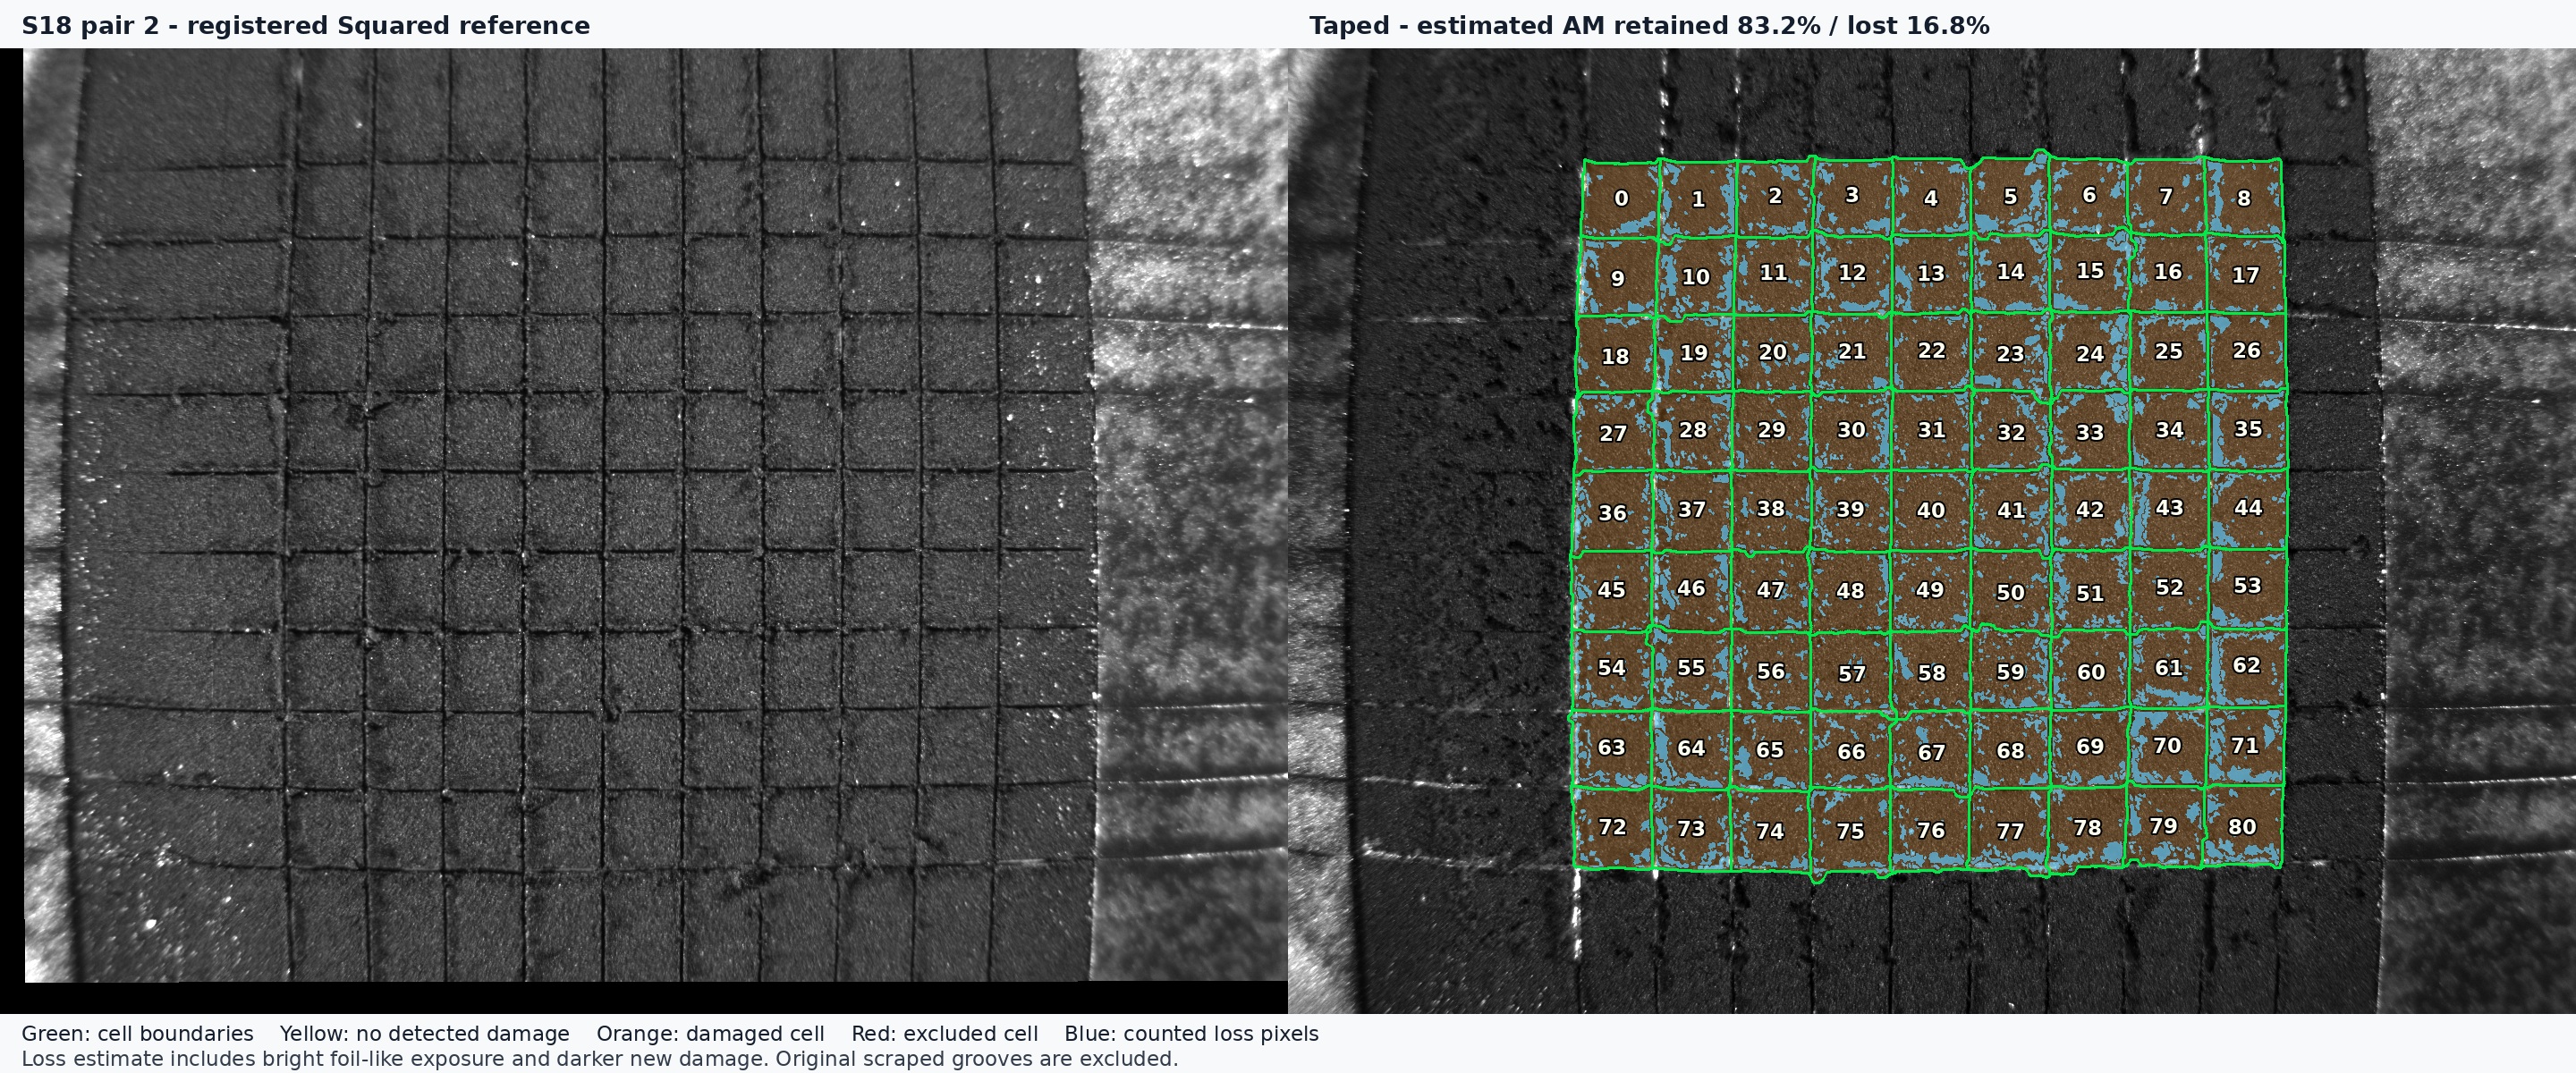 S18 pair 2 - registered Squared reference
Taped - estimated AM retained 83.2% / lost 16.8%
0 1 2 3 4 5 6 7 8
9 10 11 12 13 14 15 16 17
18 19 20 21 22 23 24 25 26
27 28 29 30 31 32 33 34 35
36 37 38 39 40 41 42 43 44
45 46 47 48 49 50 51 52 53
54 55 56 57 58 59 60 61 62
63 64 65 66 67 68 69 70 71
72 73 74 75 76 77 78 79 80
Green: cell boundaries Yellow: no detected damage Orange: damaged cell Red: excluded cell Blue: counted loss pixels
Loss estimate includes bright foil-like exposure and darker new damage. Original scraped grooves are excluded.